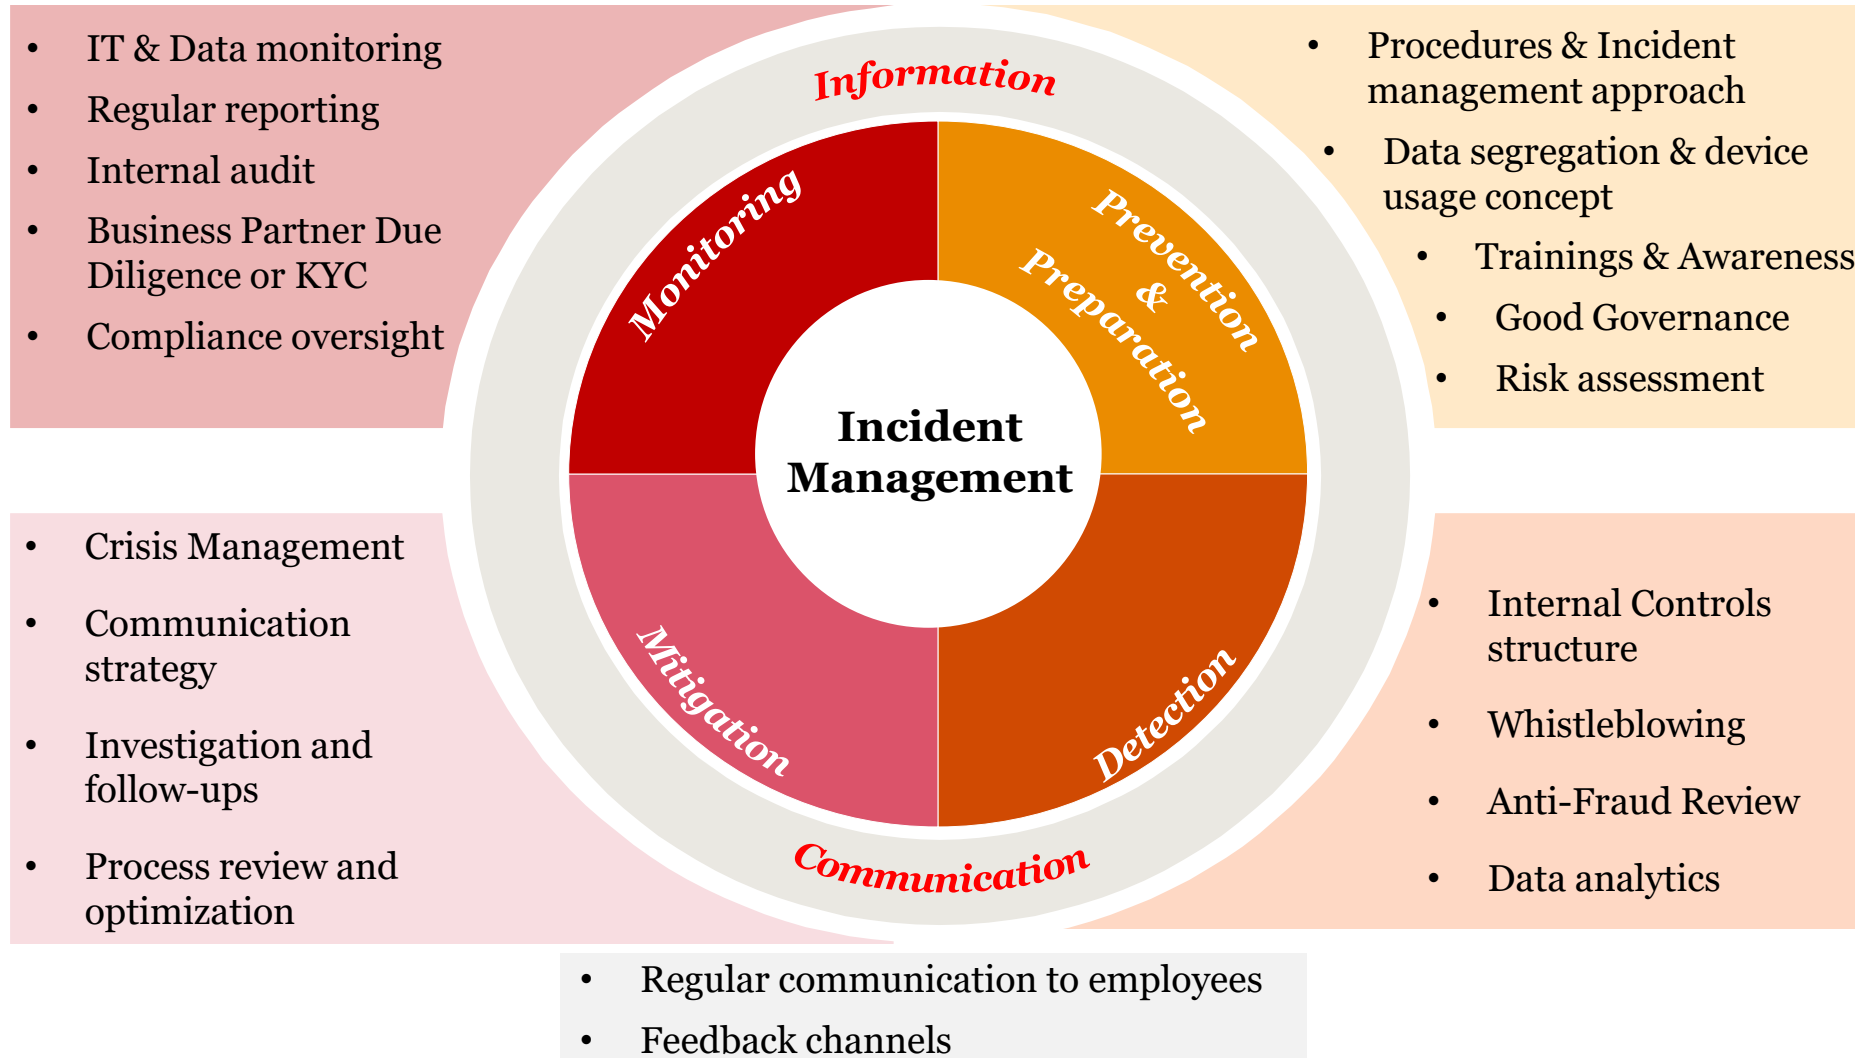 • IT & Data monitoring
• Regular reporting
• Internal audit
• Business Partner Due
Diligence or KYC
• Compliance oversight
Information
• Procedures & Incident
management approach
• Data segregation & device
usage concept
• Trainings & Awareness
• Good Governance
• Risk assessment
Monitoring
Prevention
&
Preparation
Incident
Management
• Crisis Management
• Communication
strategy
• Investigation and
follow-ups
• Process review and
optimization
Mitigation
Detection
• Internal Controls
structure
• Whistleblowing
• Anti-Fraud Review
• Data analytics
Communication
• Regular communication to employees
• Feedback channels